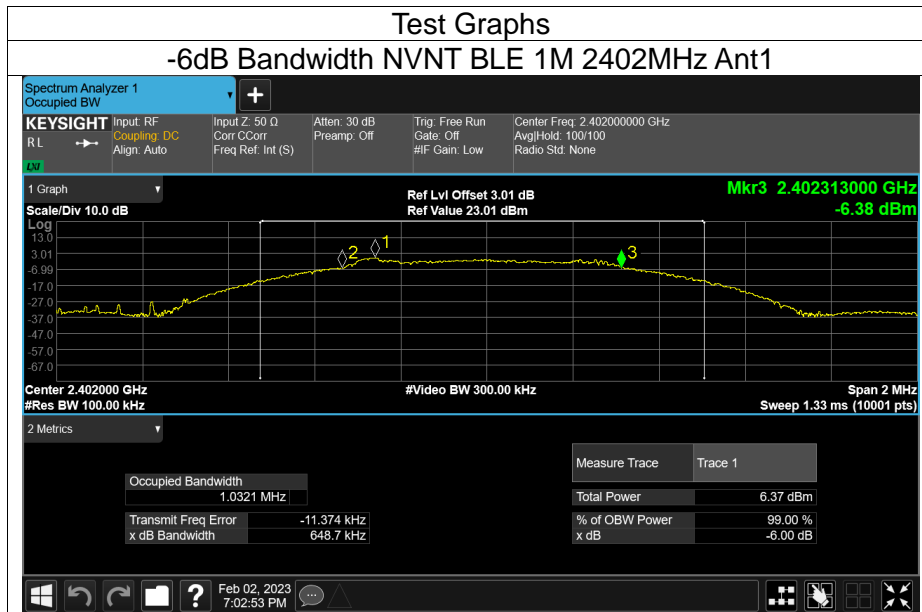 Test Graphs
-6dB Bandwidth NVNT BLE 1M 2402MHz Ant1
Spectrum Analyzer 1
Occupied BW
+
KEYSIGHT Input: RF Input Z: 50 Ω Atten: 30 dB Trig: Free Run Center Freq: 2.402000000 GHz
RL Coupling: DC Corr CCorr Preamp: Off Gate: Off Avg|Hold: 100/100
Align: Auto Freq Ref: Int (S) #IF Gain: Low Radio Std: None
LXI
1 Graph Ref Lvl Offset 3.01 dB Mkr3 2.402313000 GHz
Scale/Div 10.0 dB Ref Value 23.01 dBm -6.38 dBm
Log
13.0
3.01
-6.99
-17.0
-27.0
-37.0
-47.0
-57.0
-67.0
2 1 3
Center 2.402000 GHz #Video BW 300.00 kHz Span 2 MHz
#Res BW 100.00 kHz Sweep 1.33 ms (10001 pts)
2 Metrics
Measure Trace Trace 1
Occupied Bandwidth
1.0321 MHz Total Power 6.37 dBm
Transmit Freq Error -11.374 kHz % of OBW Power 99.00 %
x dB Bandwidth 648.7 kHz x dB -6.00 dB
? Feb 02, 2023
7:02:53 PM